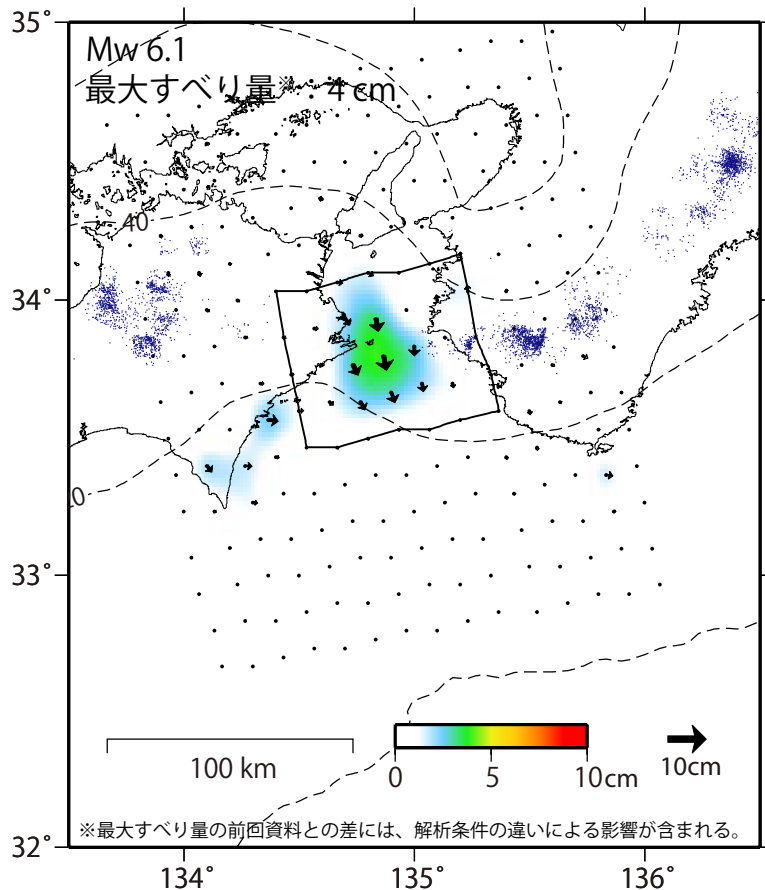 35°
Mw 6.1
最大すべり量※ 4 cm
40
34°
20
33°
100 km
0 5 10cm
10cm
※最大すべり量の前回資料との差には、解析条件の違いによる影響が含まれる。
32°
134° 135° 136°